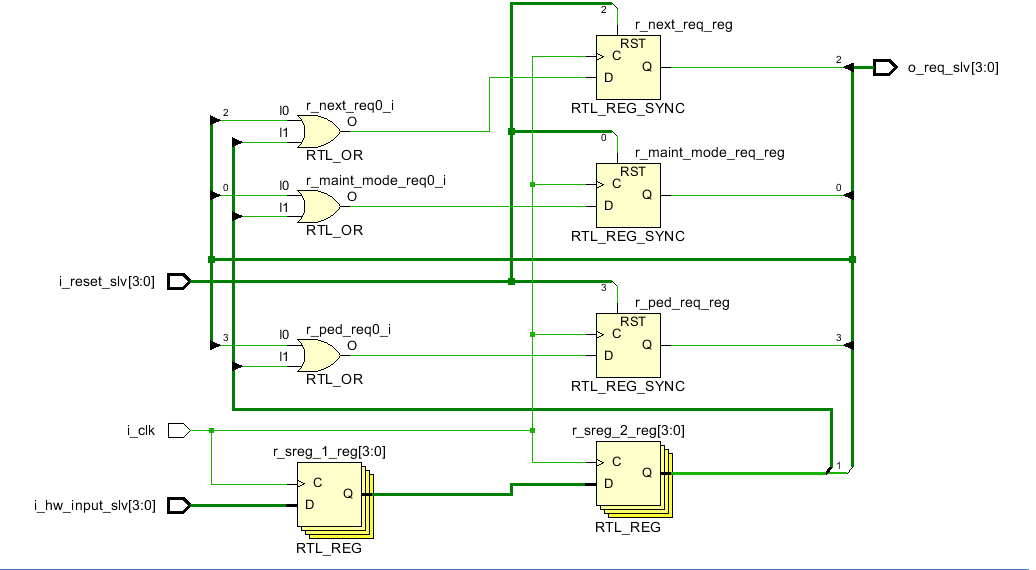 2
r_next_req_reg
RST
C
D
Q
2
o_req_slv[3:0]
RTL_REG_SYNC
r_next_req0_i
2
I0
I1
O
RTL_OR
0
r_maint_mode_req_reg
RST
C
D
Q
0
RTL_REG_SYNC
r_maint_mode_req0_i
0
I0
I1
O
RTL_OR
i_reset_slv[3:0]
3
r_ped_req_reg
RST
C
D
Q
3
RTL_REG_SYNC
r_ped_req0_i
3
I0
I1
O
RTL_OR
i_clk
r_sreg_2_reg[3:0]
C
D
Q
1
RTL_REG
r_sreg_1_reg[3:0]
C
D
Q
i_hw_input_slv[3:0]
RTL_REG